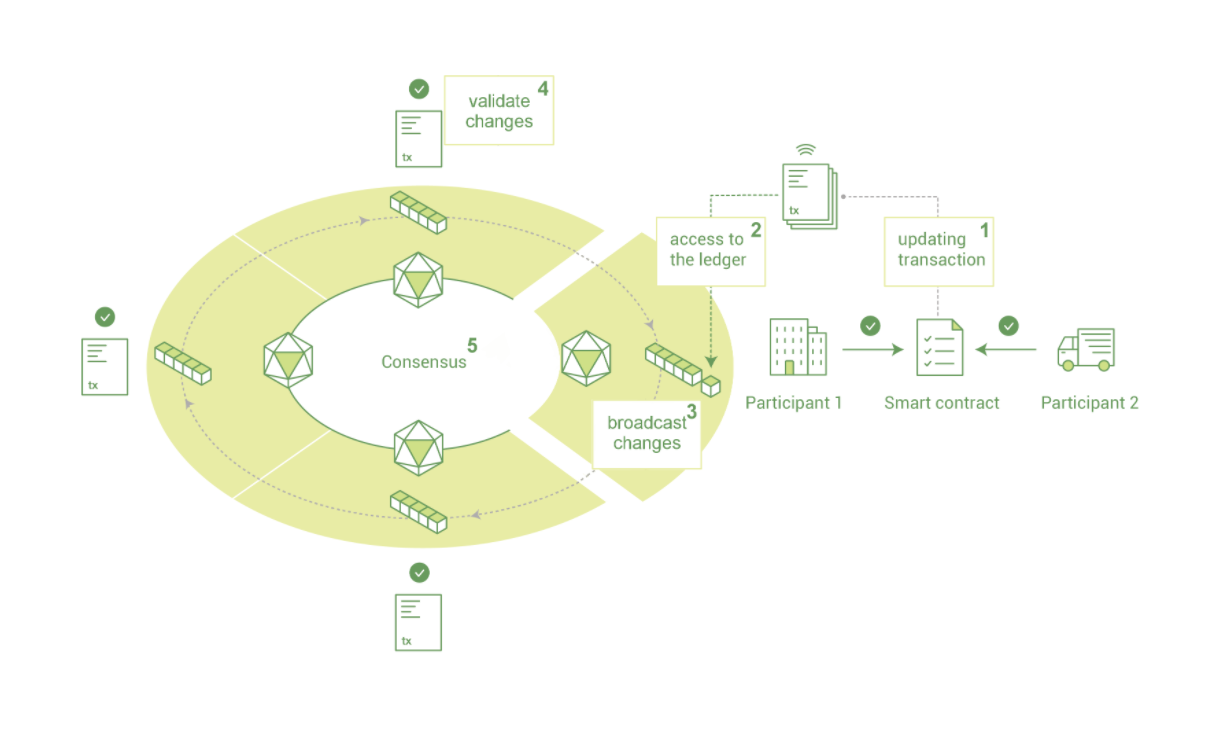 4
validate
changes
tx
tx
2
access to
the ledger
1
updating
transaction
tx
5
Consensus
Participant 1
Smart contract
Participant 2
3
broadcast
changes
tx